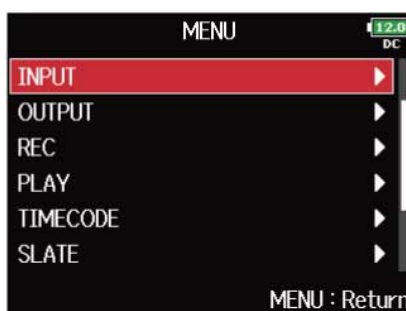 MENU
12.0
DC
INPUT
OUTPUT
REC
PLAY
TIMECODE
SLATE
MENU : Return